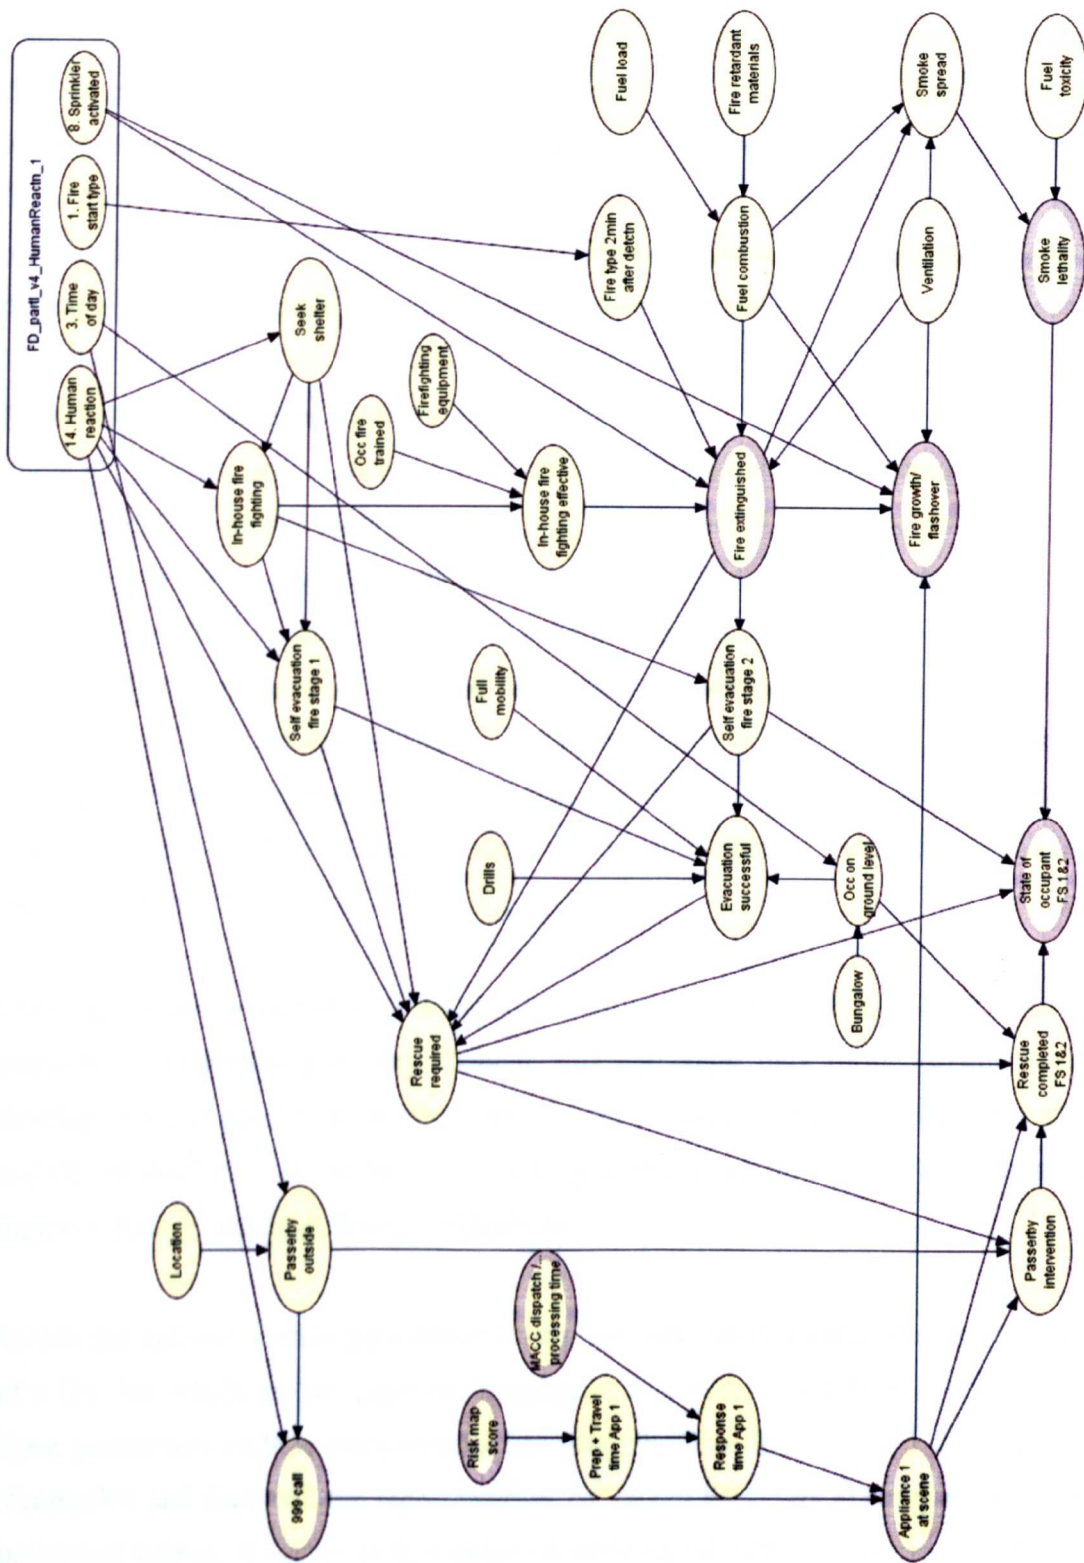 FD_partI_v4_HumanReactn_1
14. Human
reaction
3. Time
of day
1. Fire
start type
8. Sprinkler
activated
Location
Passerby
outside
999 call
In-house fire
fighting
Seek
shelter
Self evacuation
fire stage 1
Occ fire
trained
Firefighting
equipment
Rescue
required
Risk map
score
MACC dispatch /...
processing time
Drills
Full
mobility
In-house fire
fighting effective
Fire type 2min
after detctn
Fuel load
Prep + Travel
time App 1
Response
time App 1
Evacuation
successful
Self evacuation
fire stage 2
Fire extinguished
Fuel combustion
Fire retardant
materials
Bungalow
Occ on
ground level
Appliance 1
at scene
Fire growth/
flashover
Ventilation
Smoke
spread
Passerby
intervention
Rescue
completed
FS 1&2
State of
occupant
FS 1&2
Smoke
lethality
Fuel
toxicity